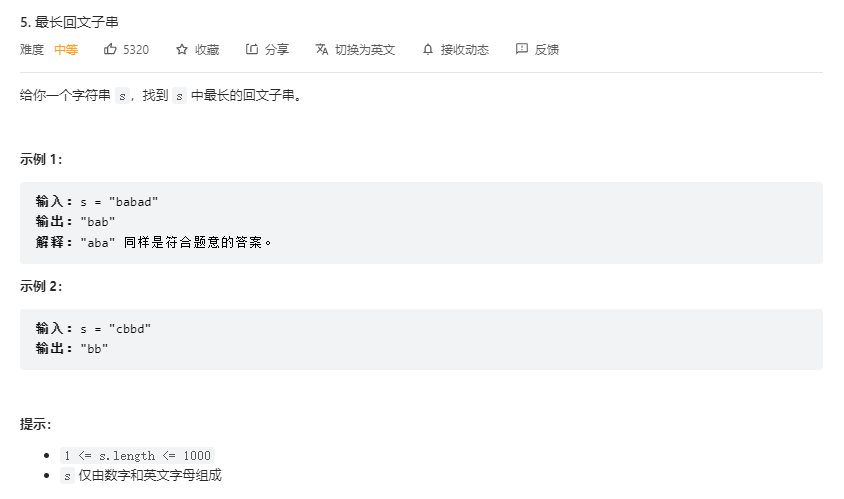 5. 最长回文子串
难度 中等 5320 收藏 分享 切换为英文 接收动态 反馈
给你一个字符串 s，找到 s 中最长的回文子串。
示例 1：
输入：s = "babad"
输出："bab"
解释："aba" 同样是符合题意的答案。
示例 2：
输入：s = "cbbd"
输出："bb"
提示：
1 <= s.length <= 1000
s 仅由数字和英文字母组成